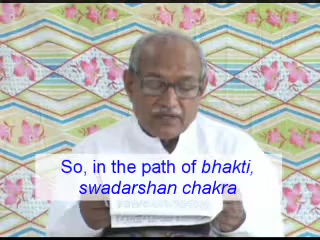 So, in the path of bhakti,
swadarshan chakra